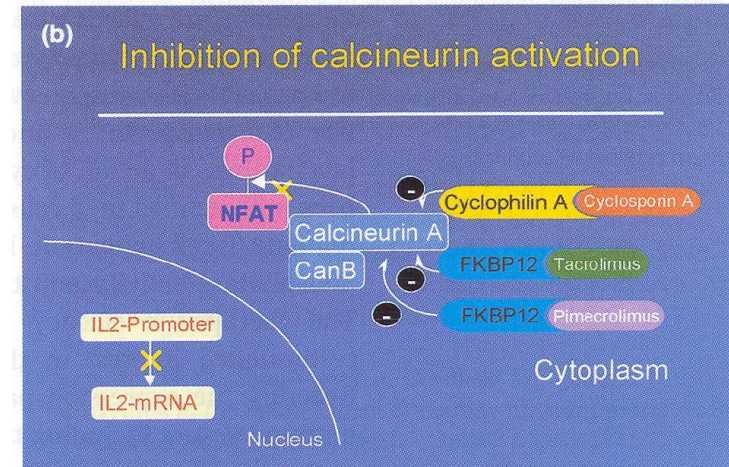 (b)
Inhibition of calcineurin activation
P
NFAT
-
Cyclophilin A
Cyclosporin A
Calcineurin A
CanB
-
FKBP12
Tacrolimus
-
FKBP12
Pimecrolimus
IL2-Promoter
IL2-mRNA
Cytoplasm
Nucleus